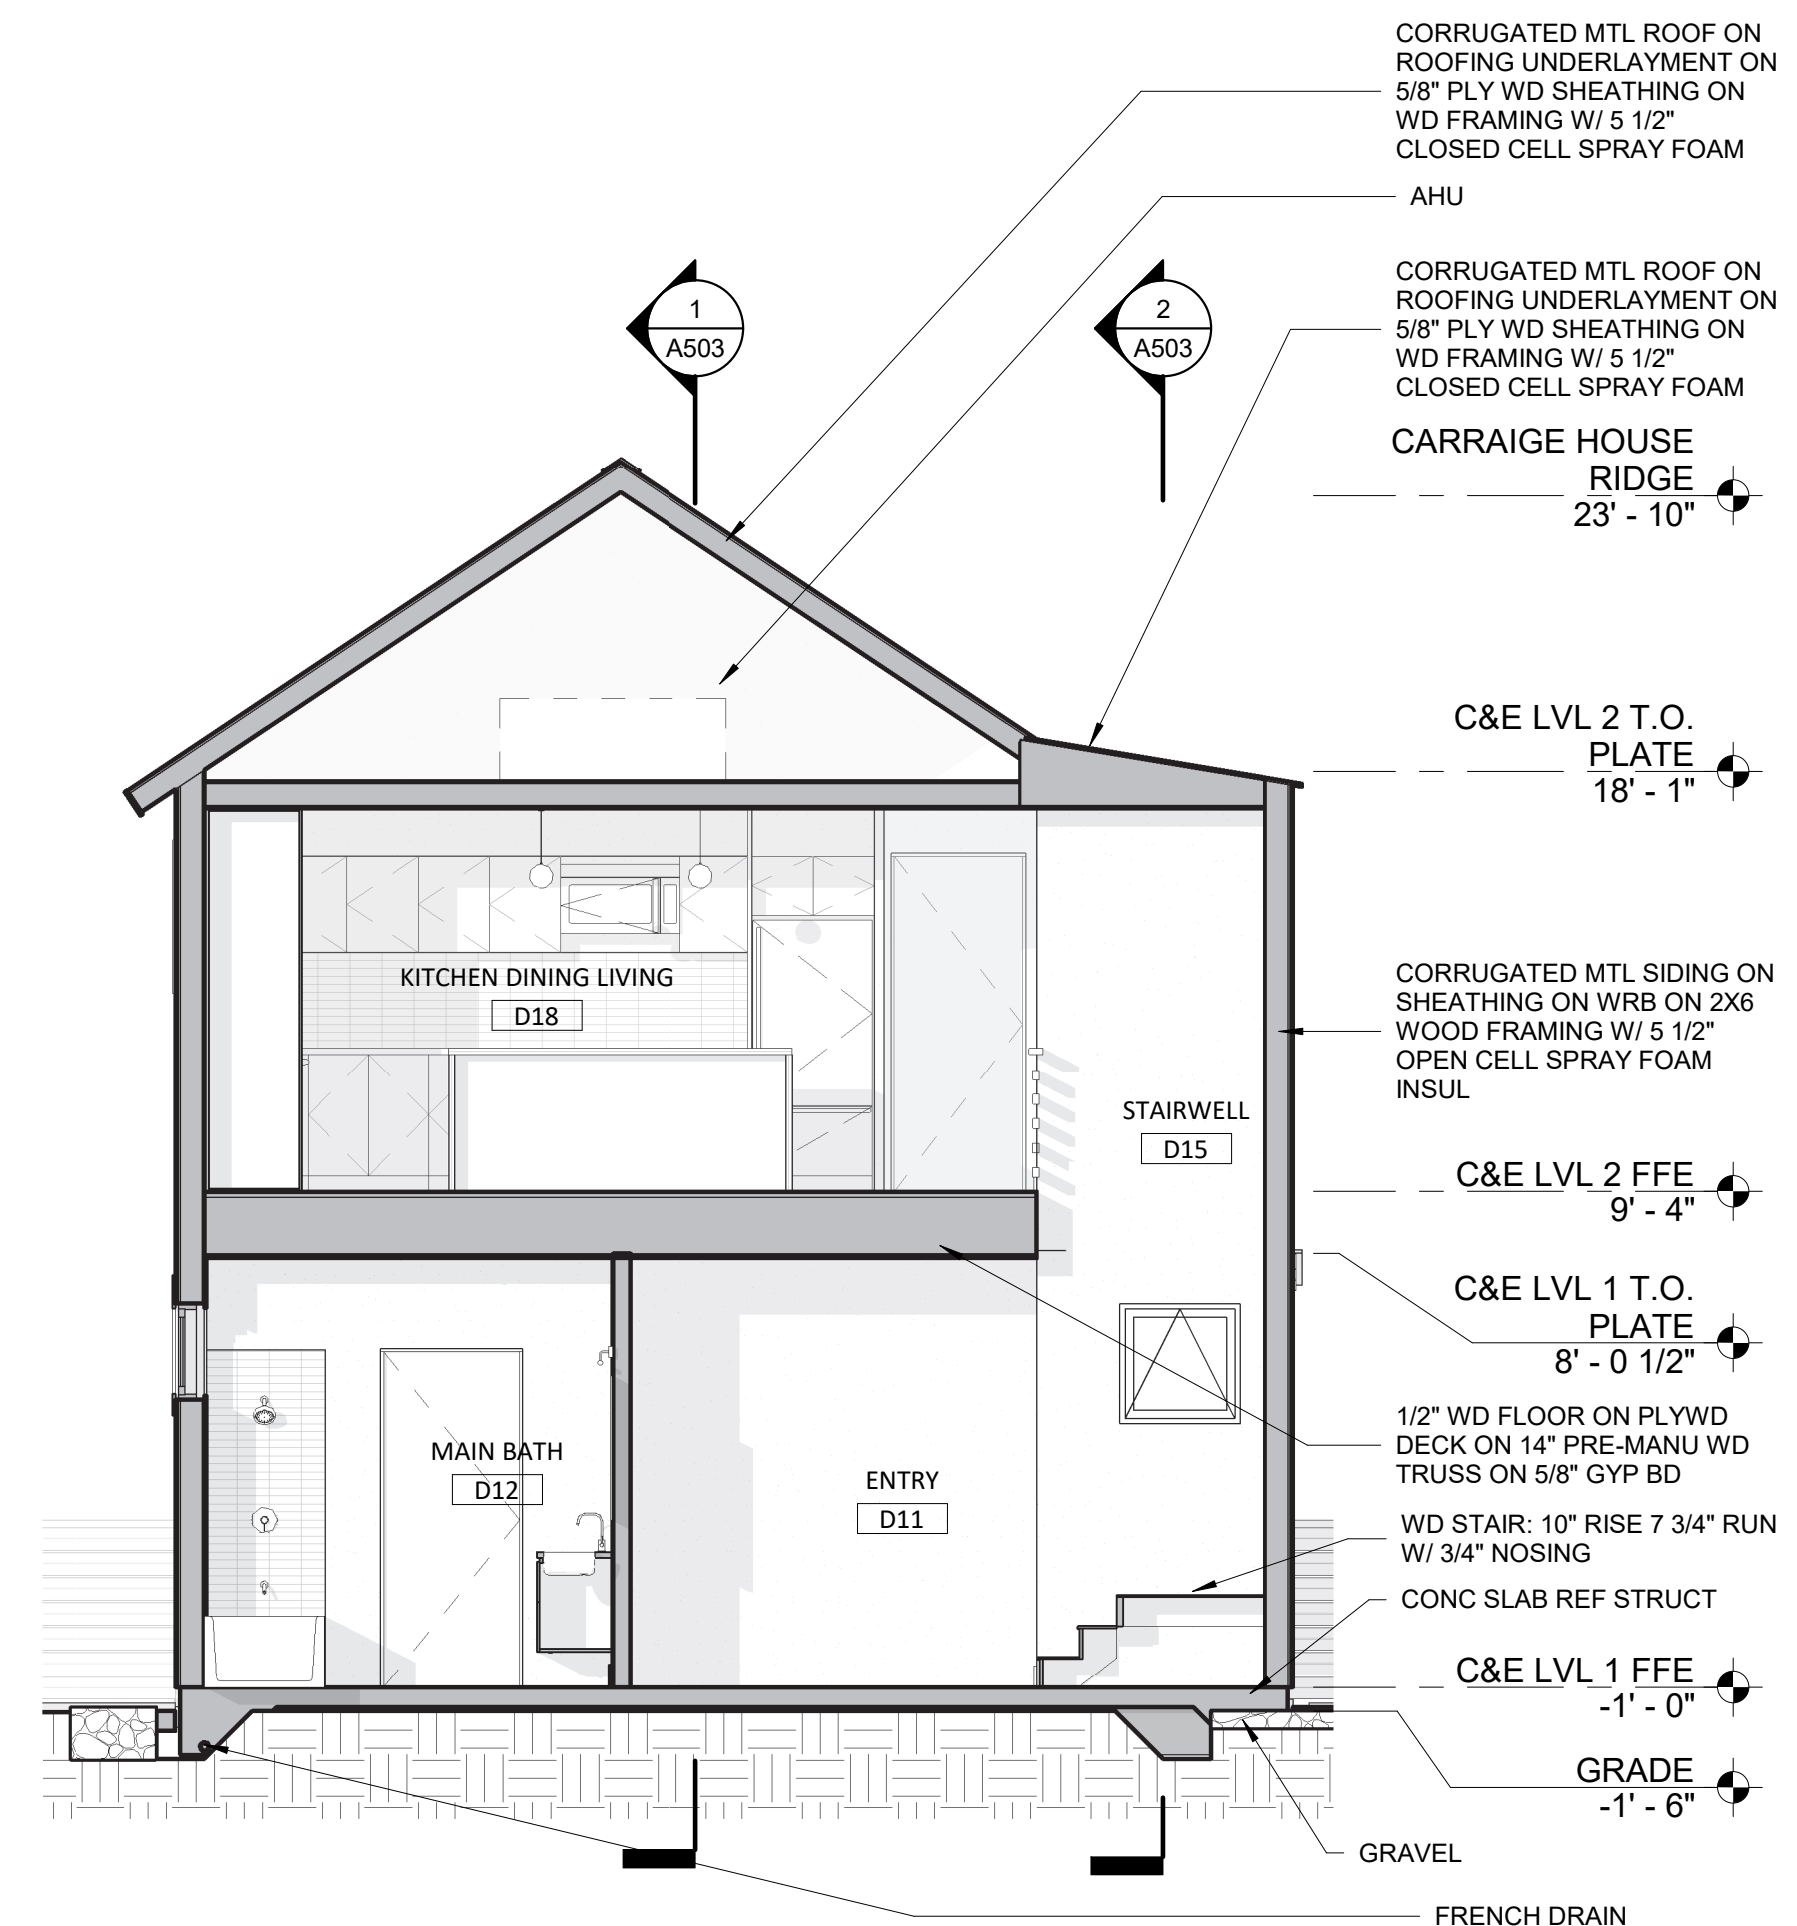 CORRUGATED MTL ROOF ON
ROOFING UNDERLAYMENT ON
5/8" PLY WD SHEATHING ON
WD FRAMING W/ 5 1/2"
CLOSED CELL SPRAY FOAM
AHU
CORRUGATED MTL ROOF ON
ROOFING UNDERLAYMENT ON
5/8" PLY WD SHEATHING ON
WD FRAMING W/ 5 1/2"
CLOSED CELL SPRAY FOAM
1
A503
2
A503
CARRAIGE HOUSE
RIDGE
23' - 10"
C&E LVL 2 T.O.
PLATE
18' - 1"
KITCHEN DINING LIVING
D18
CORRUGATED MTL SIDING ON
SHEATHING ON WRB ON 2X6
WOOD FRAMING W/ 5 1/2"
OPEN CELL SPRAY FOAM
INSUL
STAIRWELL
D15
C&E LVL 2 FFE
9' - 4"
C&E LVL 1 T.O.
PLATE
8' - 0 1/2"
MAIN BATH
D12
ENTRY
D11
1/2" WD FLOOR ON PLYWD
DECK ON 14" PRE-MANU WD
TRUSS ON 5/8" GYP BD
WD STAIR: 10" RISE 7 3/4" RUN
W/ 3/4" NOSING
CONC SLAB REF STRUCT
C&E LVL 1 FFE
-1' - 0"
GRADE
-1' - 6"
GRAVEL
FRENCH DRAIN